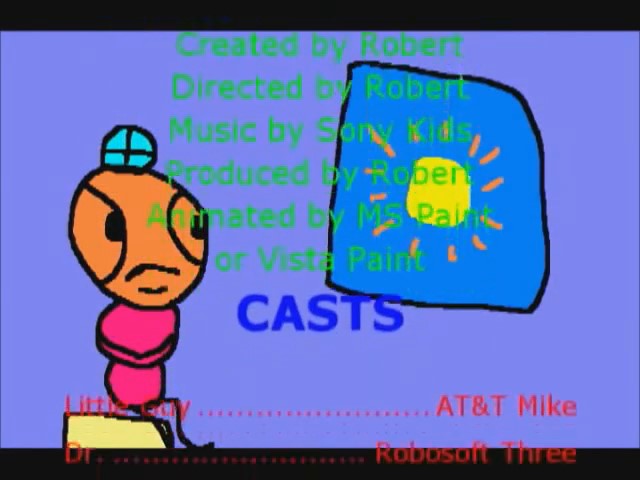 Created by Robert
Directed by Robert
Music by Sony Kids
Produced by Robert
Animated by MS Paint
or Vista Paint
CASTS
Little Guy ........................ AT&T Mike
Dr. .......................... Robosoft Three